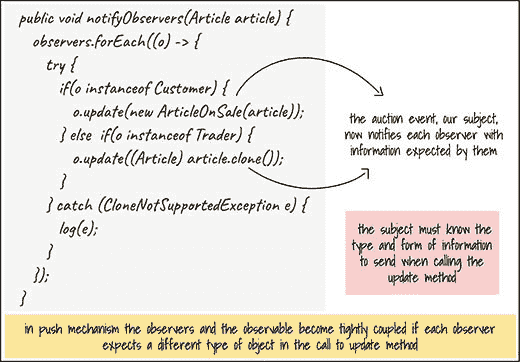 public void notifyObservers(Article article) {
observers.forEach((o) -> {
try {
if(o instanceof Customer) {
o.update(new ArticleOnSale(article));
} else if(o instanceof Trader) {
o.update((Article) article.clone());
}
} catch (CloneNotSupportedException e) {
log(e);
}
});
}
the auction event, our subject,
now notifies each observer with
information expected by them
the subject must know the
type and form of information
to send when calling the
update method
in push mechanism the observers and the observable become tightly coupled if each observer
expects a different type of object in the call to update method